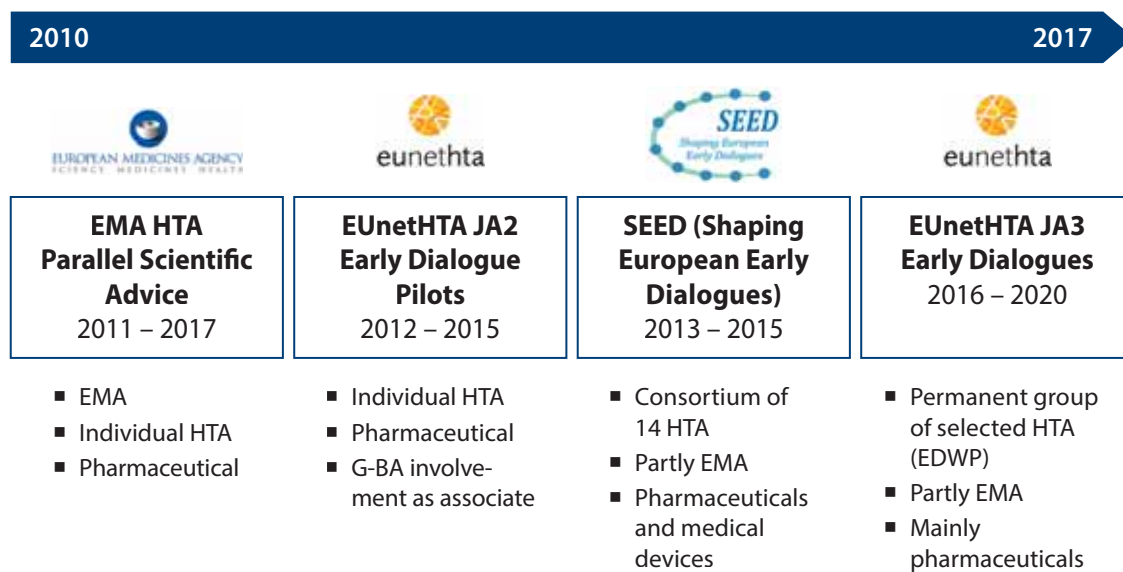 2010
2017
EUROPEAN MEDICINES AGENCY
SCIENCE MEDICINES HEALTH
eunethta
SEED
Shaping European
Early Dialogues
eunethta
EMA HTA
Parallel Scientific
Advice
2011 – 2017
EUnetHTA JA2
Early Dialogue
Pilots
2012 – 2015
SEED (Shaping
European Early
Dialogues)
2013 – 2015
EUnetHTA JA3
Early Dialogues
2016 – 2020
▪ EMA
▪ Individual HTA
▪ Pharmaceutical
▪ Individual HTA
▪ Pharmaceutical
▪ G-BA involve-
ment as associate
▪ Consortium of
14 HTA
▪ Partly EMA
▪ Pharmaceuticals
and medical
devices
▪ Permanent group
of selected HTA
(EDWP)
▪ Partly EMA
▪ Mainly
pharmaceuticals